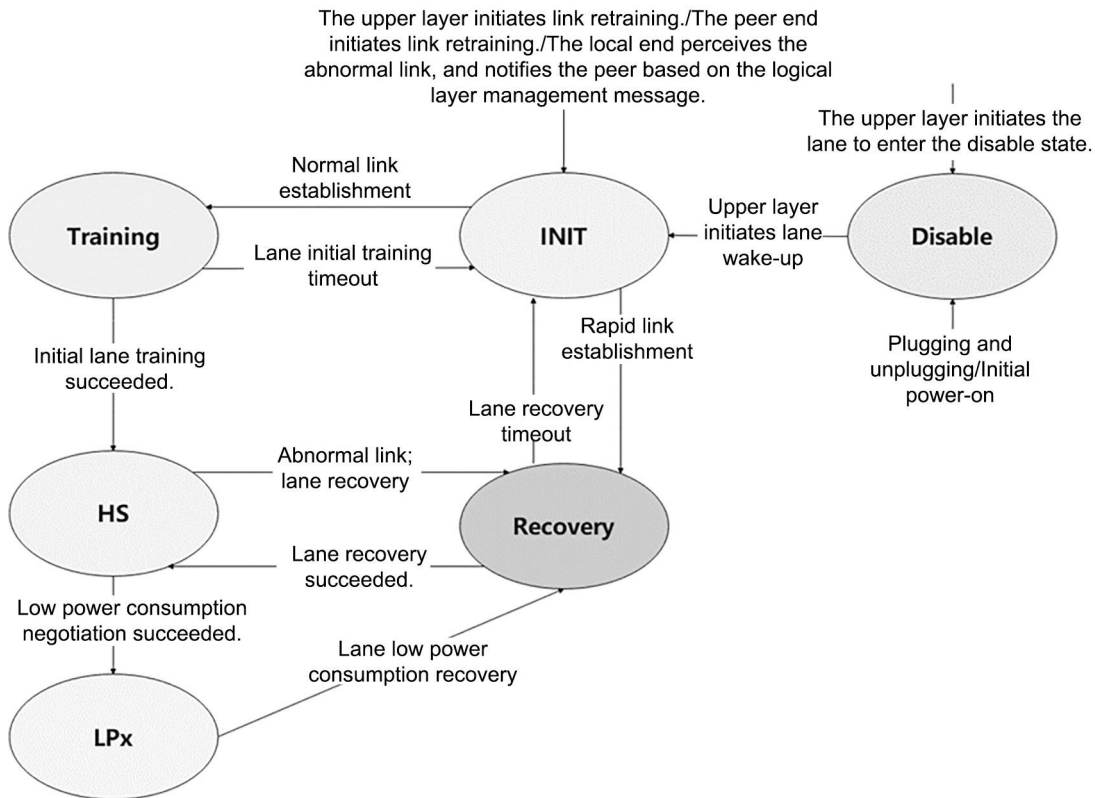 The upper layer initiates link retraining./The peer end
initiates link retraining./The local end perceives the
abnormal link, and notifies the peer based on the logical
layer management message.
The upper layer initiates the
lane to enter the disable state.
Normal link
establishment
Training
INIT
Upper layer
initiates lane
wake-up
Disable
Lane initial training
timeout
Rapid link
establishment
Plugging and
unplugging/Initial
power-on
Initial lane training
succeeded.
Lane recovery
timeout
Abnormal link;
lane recovery
HS
Recovery
Lane recovery
succeeded.
Low power consumption
negotiation succeeded.
Lane low power
consumption recovery
LPx